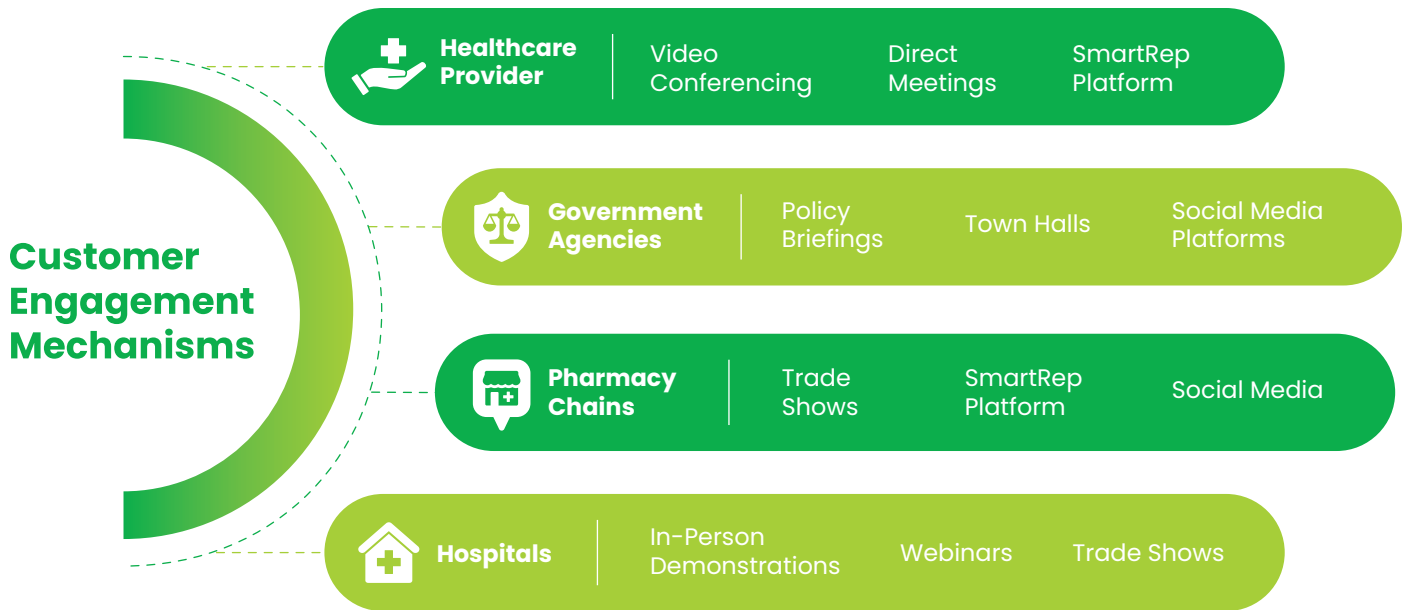 Customer
Engagement
Mechanisms
Healthcare
Provider
Video
Conferencing
Direct
Meetings
SmartRep
Platform
Government
Agencies
Policy
Briefings
Town Halls
Social Media
Platforms
Pharmacy
Chains
Trade
Shows
SmartRep
Platform
Social Media
Hospitals
In-Person
Demonstrations
Webinars
Trade Shows